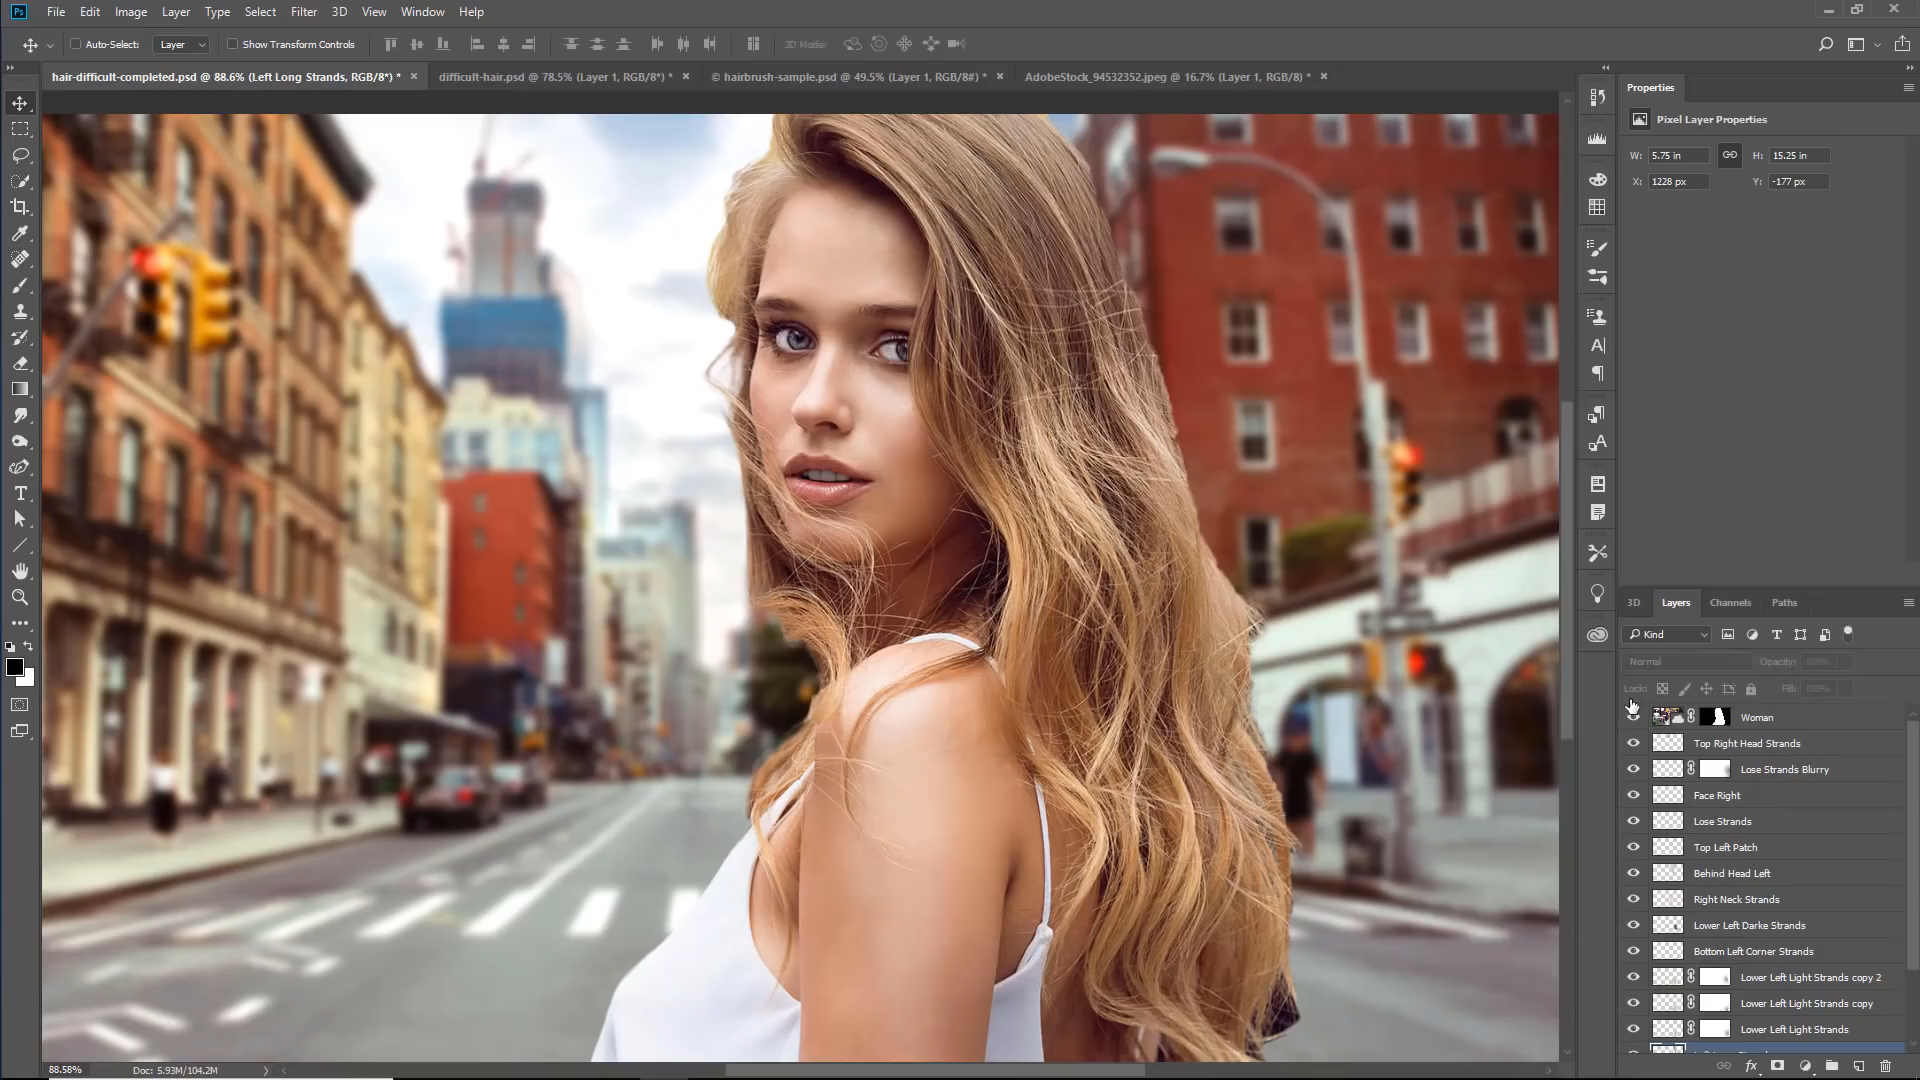 Ps File Edit Image Layer Type Select Filter 3D View Window Help
Auto-Select: Layer Show Transform Controls 3D Mode:
hair-difficult-completed.psd @ 88.6% (Left Long Strands, RGB/8*) * × difficult-hair.psd @ 78.5% (Layer 1, RGB/8*) * × © hairbrush-sample.psd @ 49.5% (Layer 1, RGB/8#) * × AdobeStock_94532352.jpeg @ 16.7% (Layer 1, RGB/8) * ×
Properties
Pixel Layer Properties
W: 5.75 in H: 15.25 in
X: 1228 px Y: -177 px
3D Layers Channels Paths
Kind
Normal Opacity: 100%
Lock: Fill: 100%
Woman
Top Right Head Strands
Lose Strands Blurry
Face Right
Lose Strands
Top Left Patch
Behind Head Left
Right Neck Strands
Lower Left Darke Strands
Bottom Left Corner Strands
Lower Left Light Strands copy 2
Lower Left Light Strands copy
Lower Left Light Strands
88.58% Doc: 5.93M/104.2M
fx